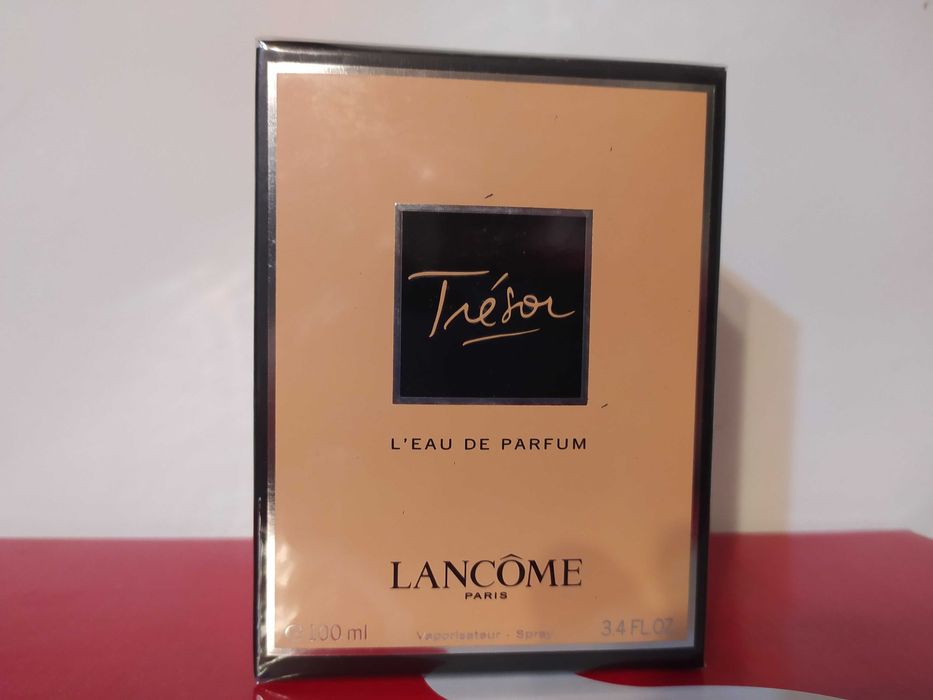 Trésor
L'EAU DE PARFUM
LANCÔME
PARIS
℮ 100 ml Vaporisateur - Spray 3.4 FL.OZ.